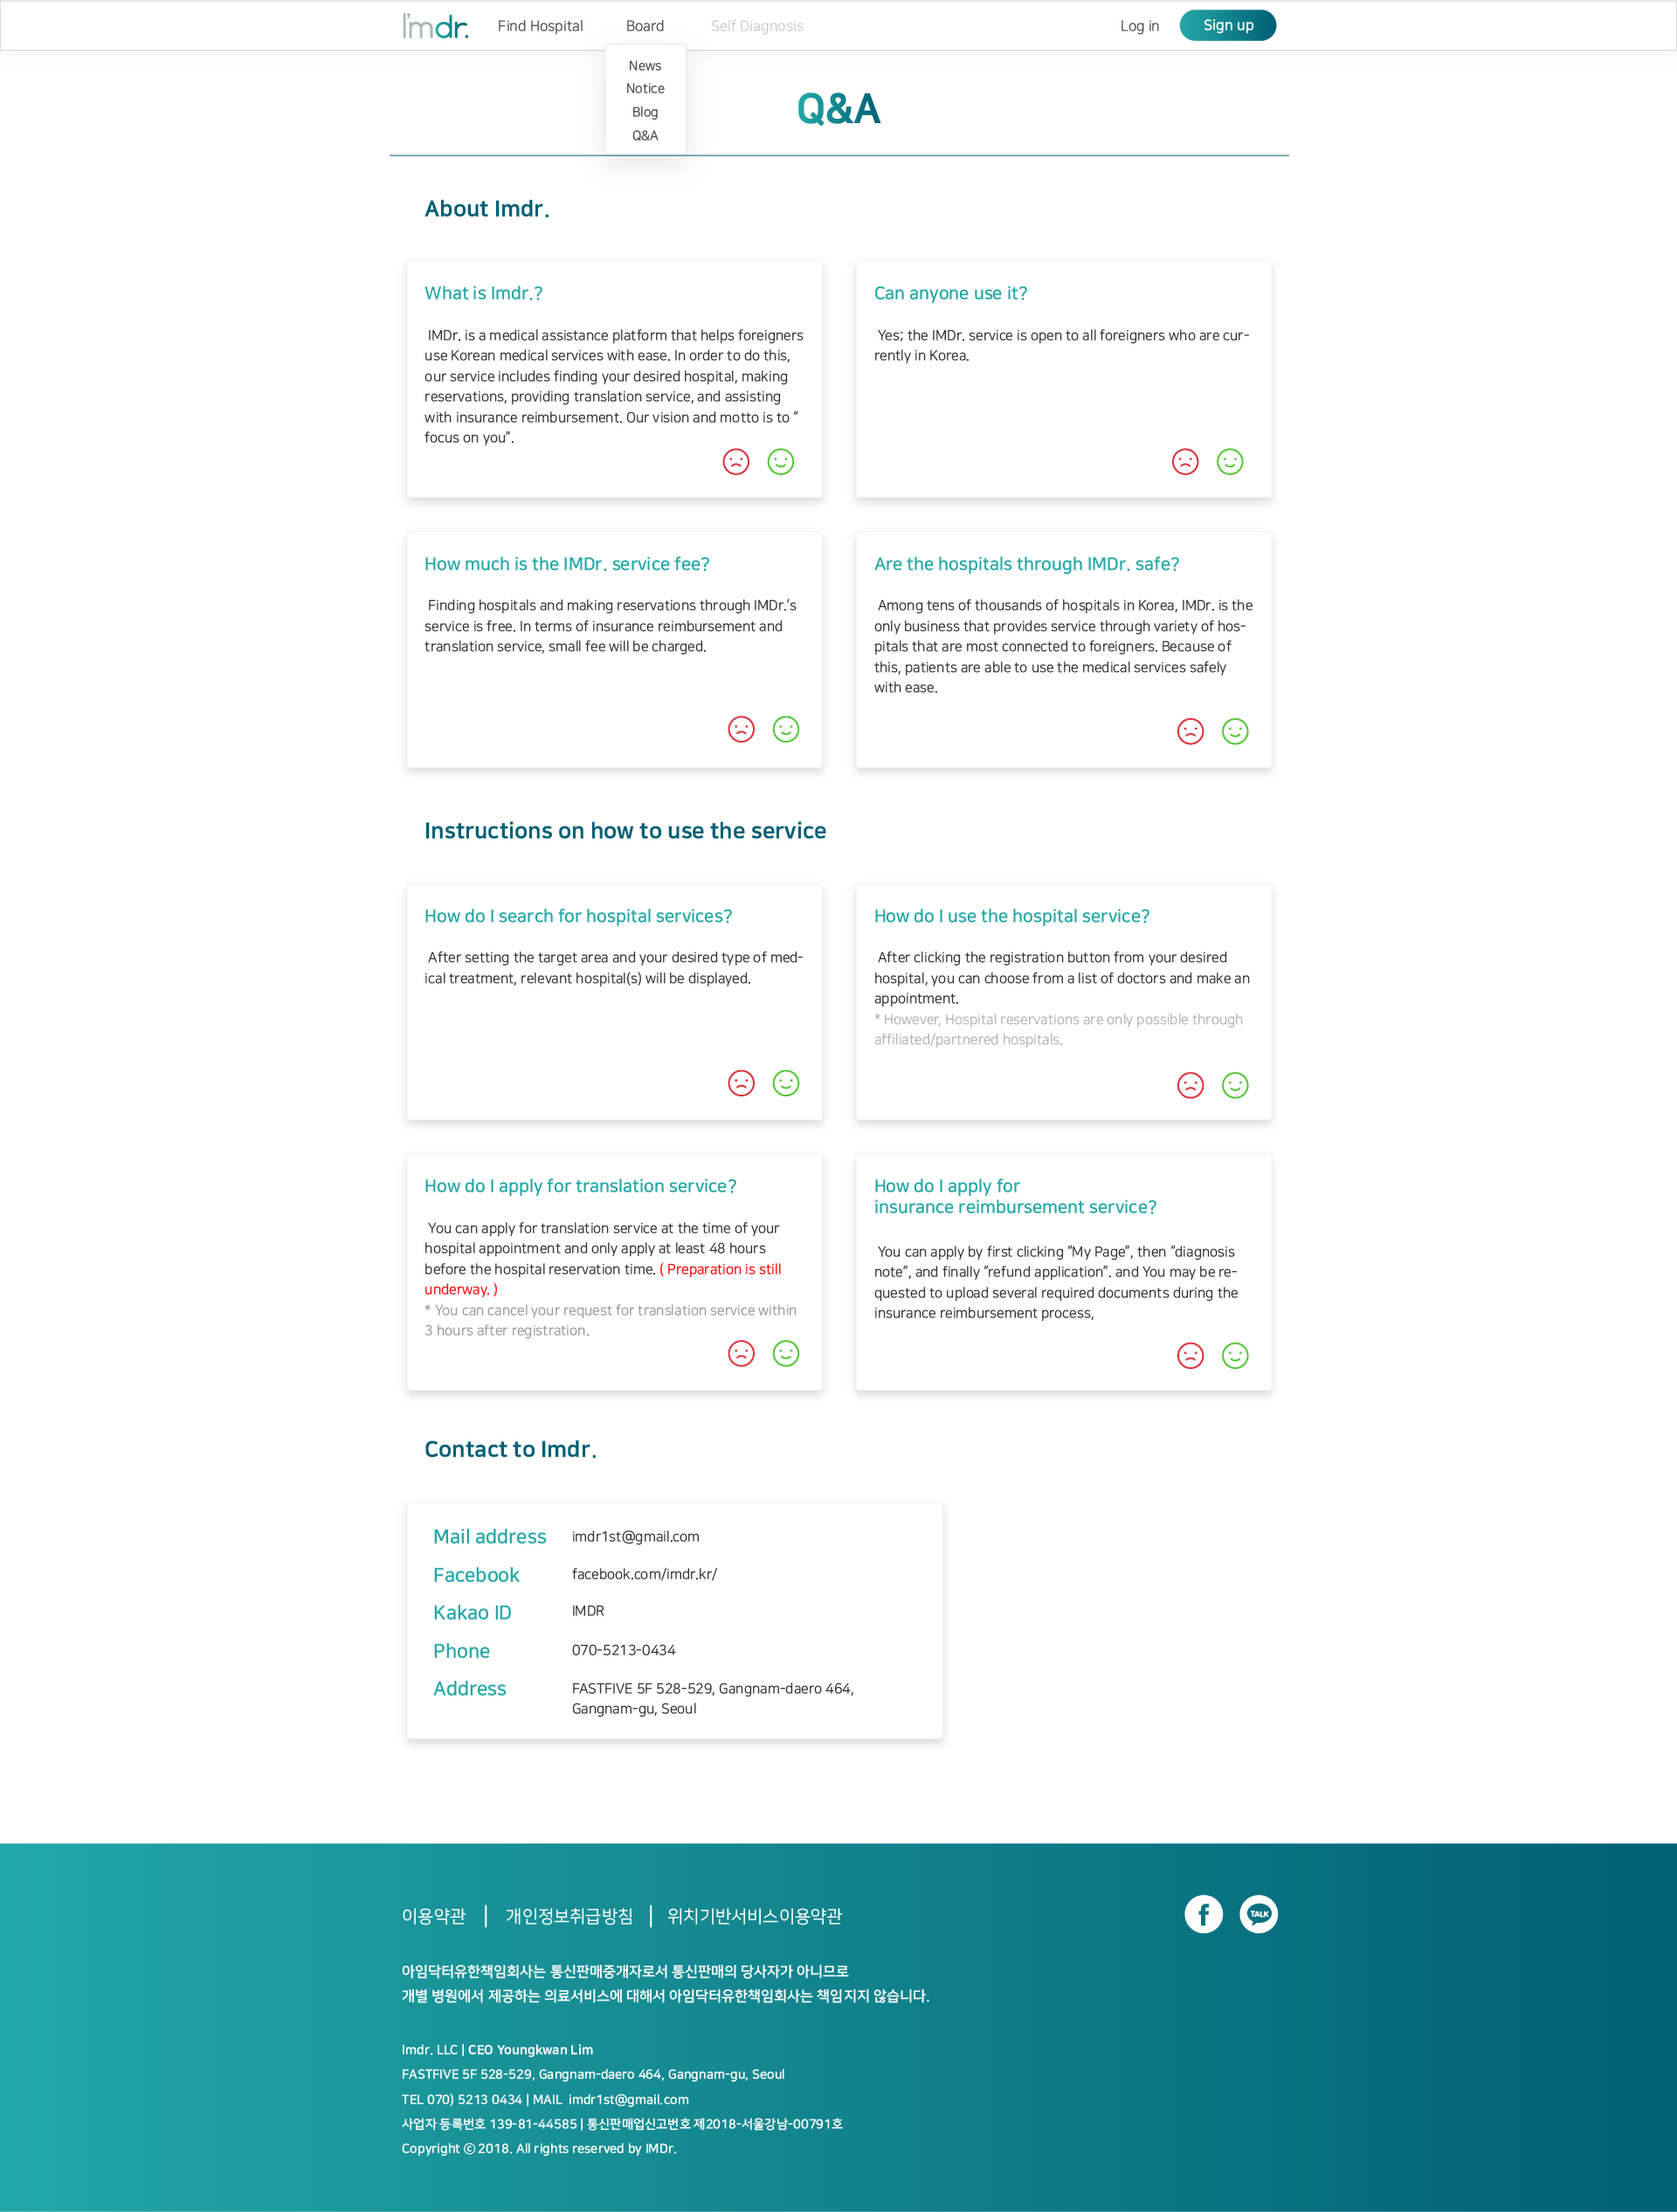 I'mdr.
Find Hospital
Board
Self Diagnosis
Log in
Sign up
News
Notice
Blog
Q&A
Q&A
About Imdr.
What is Imdr.?
IMDr. is a medical assistance platform that helps foreigners
use Korean medical services with ease. In order to do this,
our service includes finding your desired hospital, making
reservations, providing translation service, and assisting
with insurance reimbursement. Our vision and motto is to “
focus on you”.
Can anyone use it?
Yes; the IMDr. service is open to all foreigners who are cur-
rently in Korea.
How much is the IMDr. service fee?
Finding hospitals and making reservations through IMDr.’s
service is free. In terms of insurance reimbursement and
translation service, small fee will be charged.
Are the hospitals through IMDr. safe?
Among tens of thousands of hospitals in Korea, IMDr. is the
only business that provides service through variety of hos-
pitals that are most connected to foreigners. Because of
this, patients are able to use the medical services safely
with ease.
Instructions on how to use the service
How do I search for hospital services?
After setting the target area and your desired type of med-
ical treatment, relevant hospital(s) will be displayed.
How do I use the hospital service?
After clicking the registration button from your desired
hospital, you can choose from a list of doctors and make an
appointment.
* However, Hospital reservations are only possible through
affiliated/partnered hospitals.
How do I apply for translation service?
You can apply for translation service at the time of your
hospital appointment and only apply at least 48 hours
before the hospital reservation time. ( Preparation is still
underway. )
* You can cancel your request for translation service within
3 hours after registration.
How do I apply for
insurance reimbursement service?
You can apply by first clicking “My Page”, then “diagnosis
note”, and finally “refund application”. and You may be re-
quested to upload several required documents during the
insurance reimbursement process,
Contact to Imdr.
Mail address imdr1st@gmail.com
Facebook facebook.com/imdr.kr/
Kakao ID IMDR
Phone 070-5213-0434
Address FASTFIVE 5F 528-529, Gangnam-daero 464,
Gangnam-gu, Seoul
이용약관 | 개인정보취급방침 | 위치기반서비스이용약관
f
TALK
아임닥터유한책임회사는 통신판매중개자로서 통신판매의 당사자가 아니므로
개별 병원에서 제공하는 의료서비스에 대해서 아임닥터유한책임회사는 책임지지 않습니다.
Imdr. LLC | CEO Youngkwan Lim
FASTFIVE 5F 528-529, Gangnam-daero 464, Gangnam-gu, Seoul
TEL 070) 5213 0434 | MAIL imdr1st@gmail.com
사업자 등록번호 139-81-44585 | 통신판매업신고번호 제2018-서울강남-00791호
Copyright ⓒ 2018. All rights reserved by IMDr.